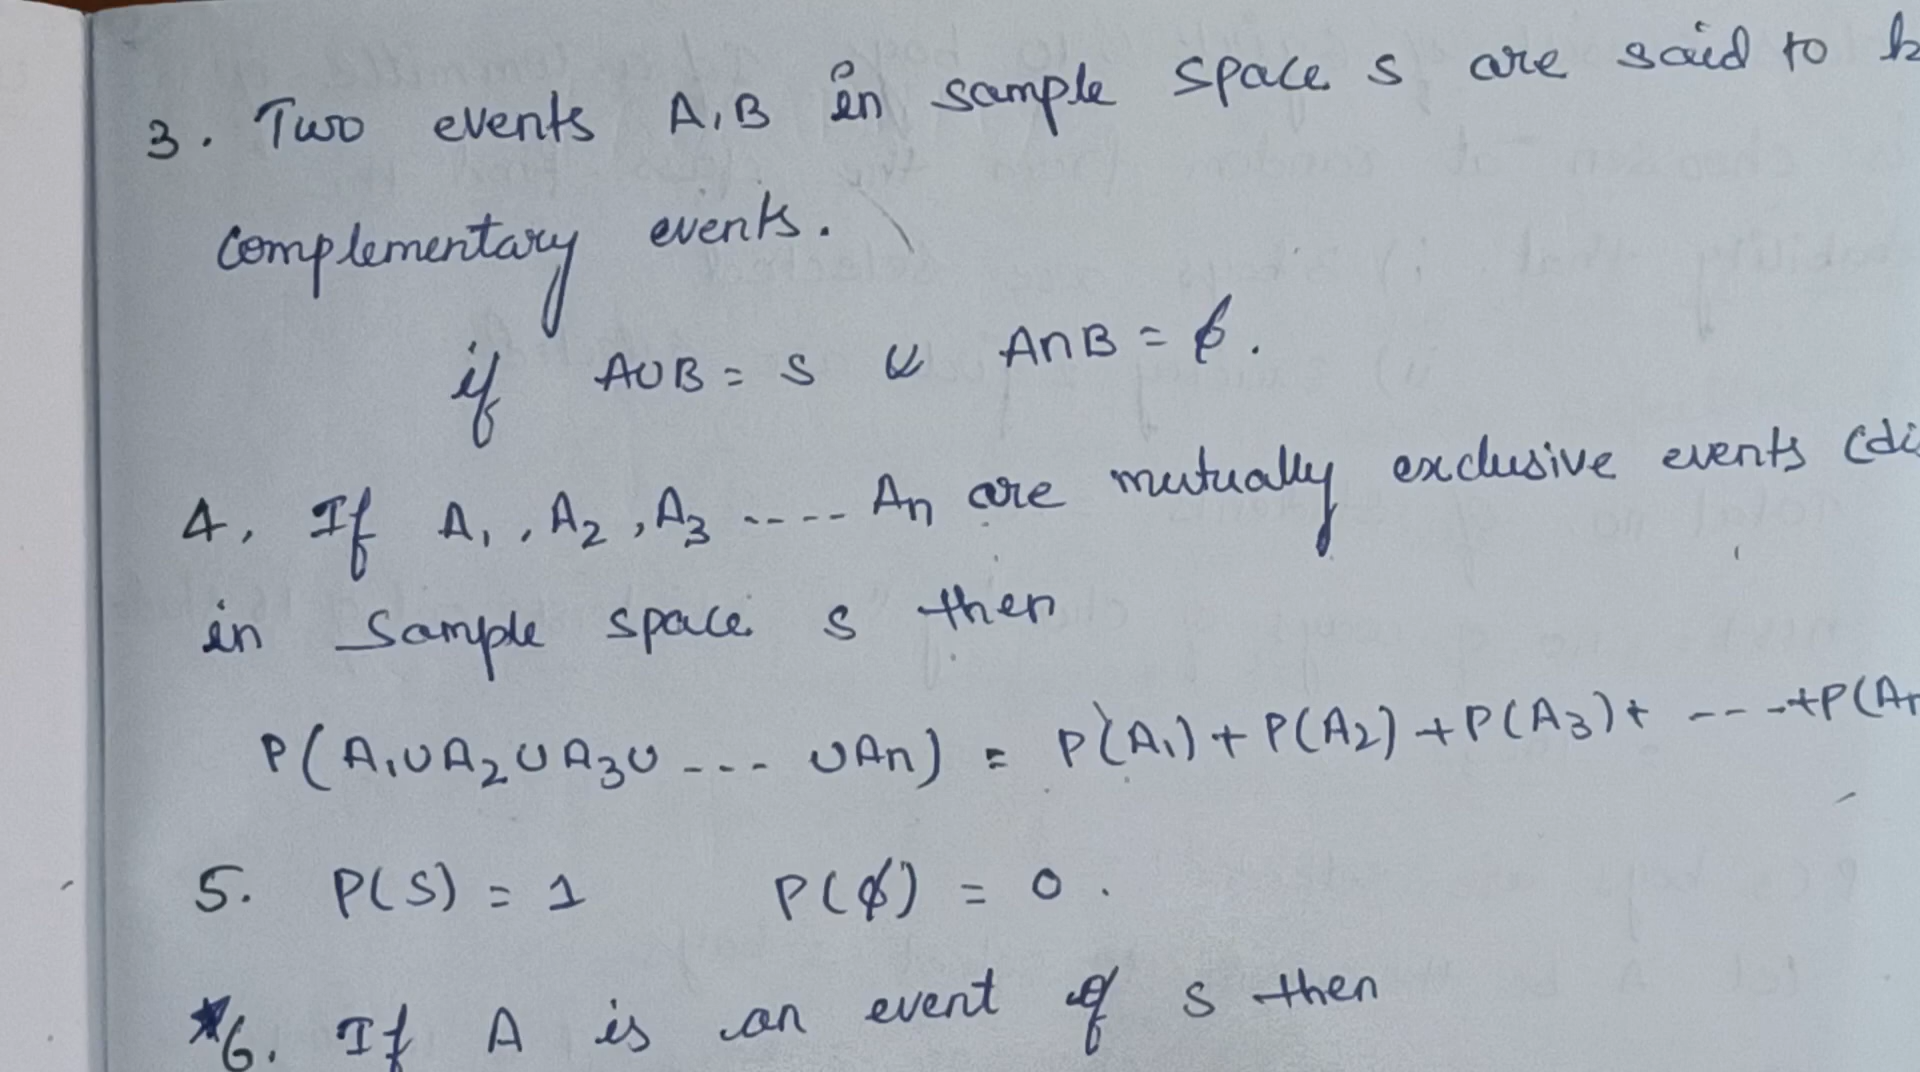 3. Two events A,B in sample space s are said to b
complementary events.
if A∪B = S & A∩B = ϕ.
4. If A₁, A₂, A₃ ..... An are mutually exclusive events (di
in sample space s then
P(A₁∪A₂∪A₃∪ --- ∪An) = P(A₁) + P(A₂) + P(A₃) + --- + P(An
5. P(S) = 1 P(ϕ) = 0.
*6. If A is an event of s then